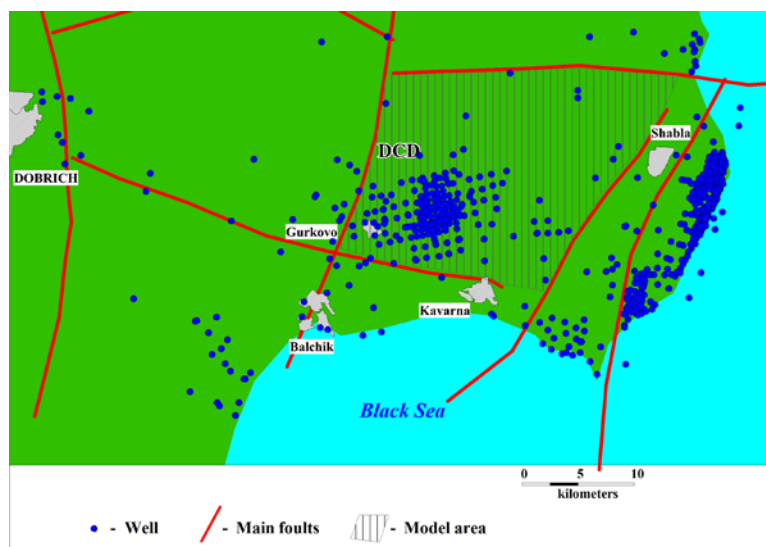 Shabla
DCD
DOBRICH
Gurkovo
Kavarna
Balchik
Black Sea
0 5 10
kilometers
- Well
- Main foults
- Model area